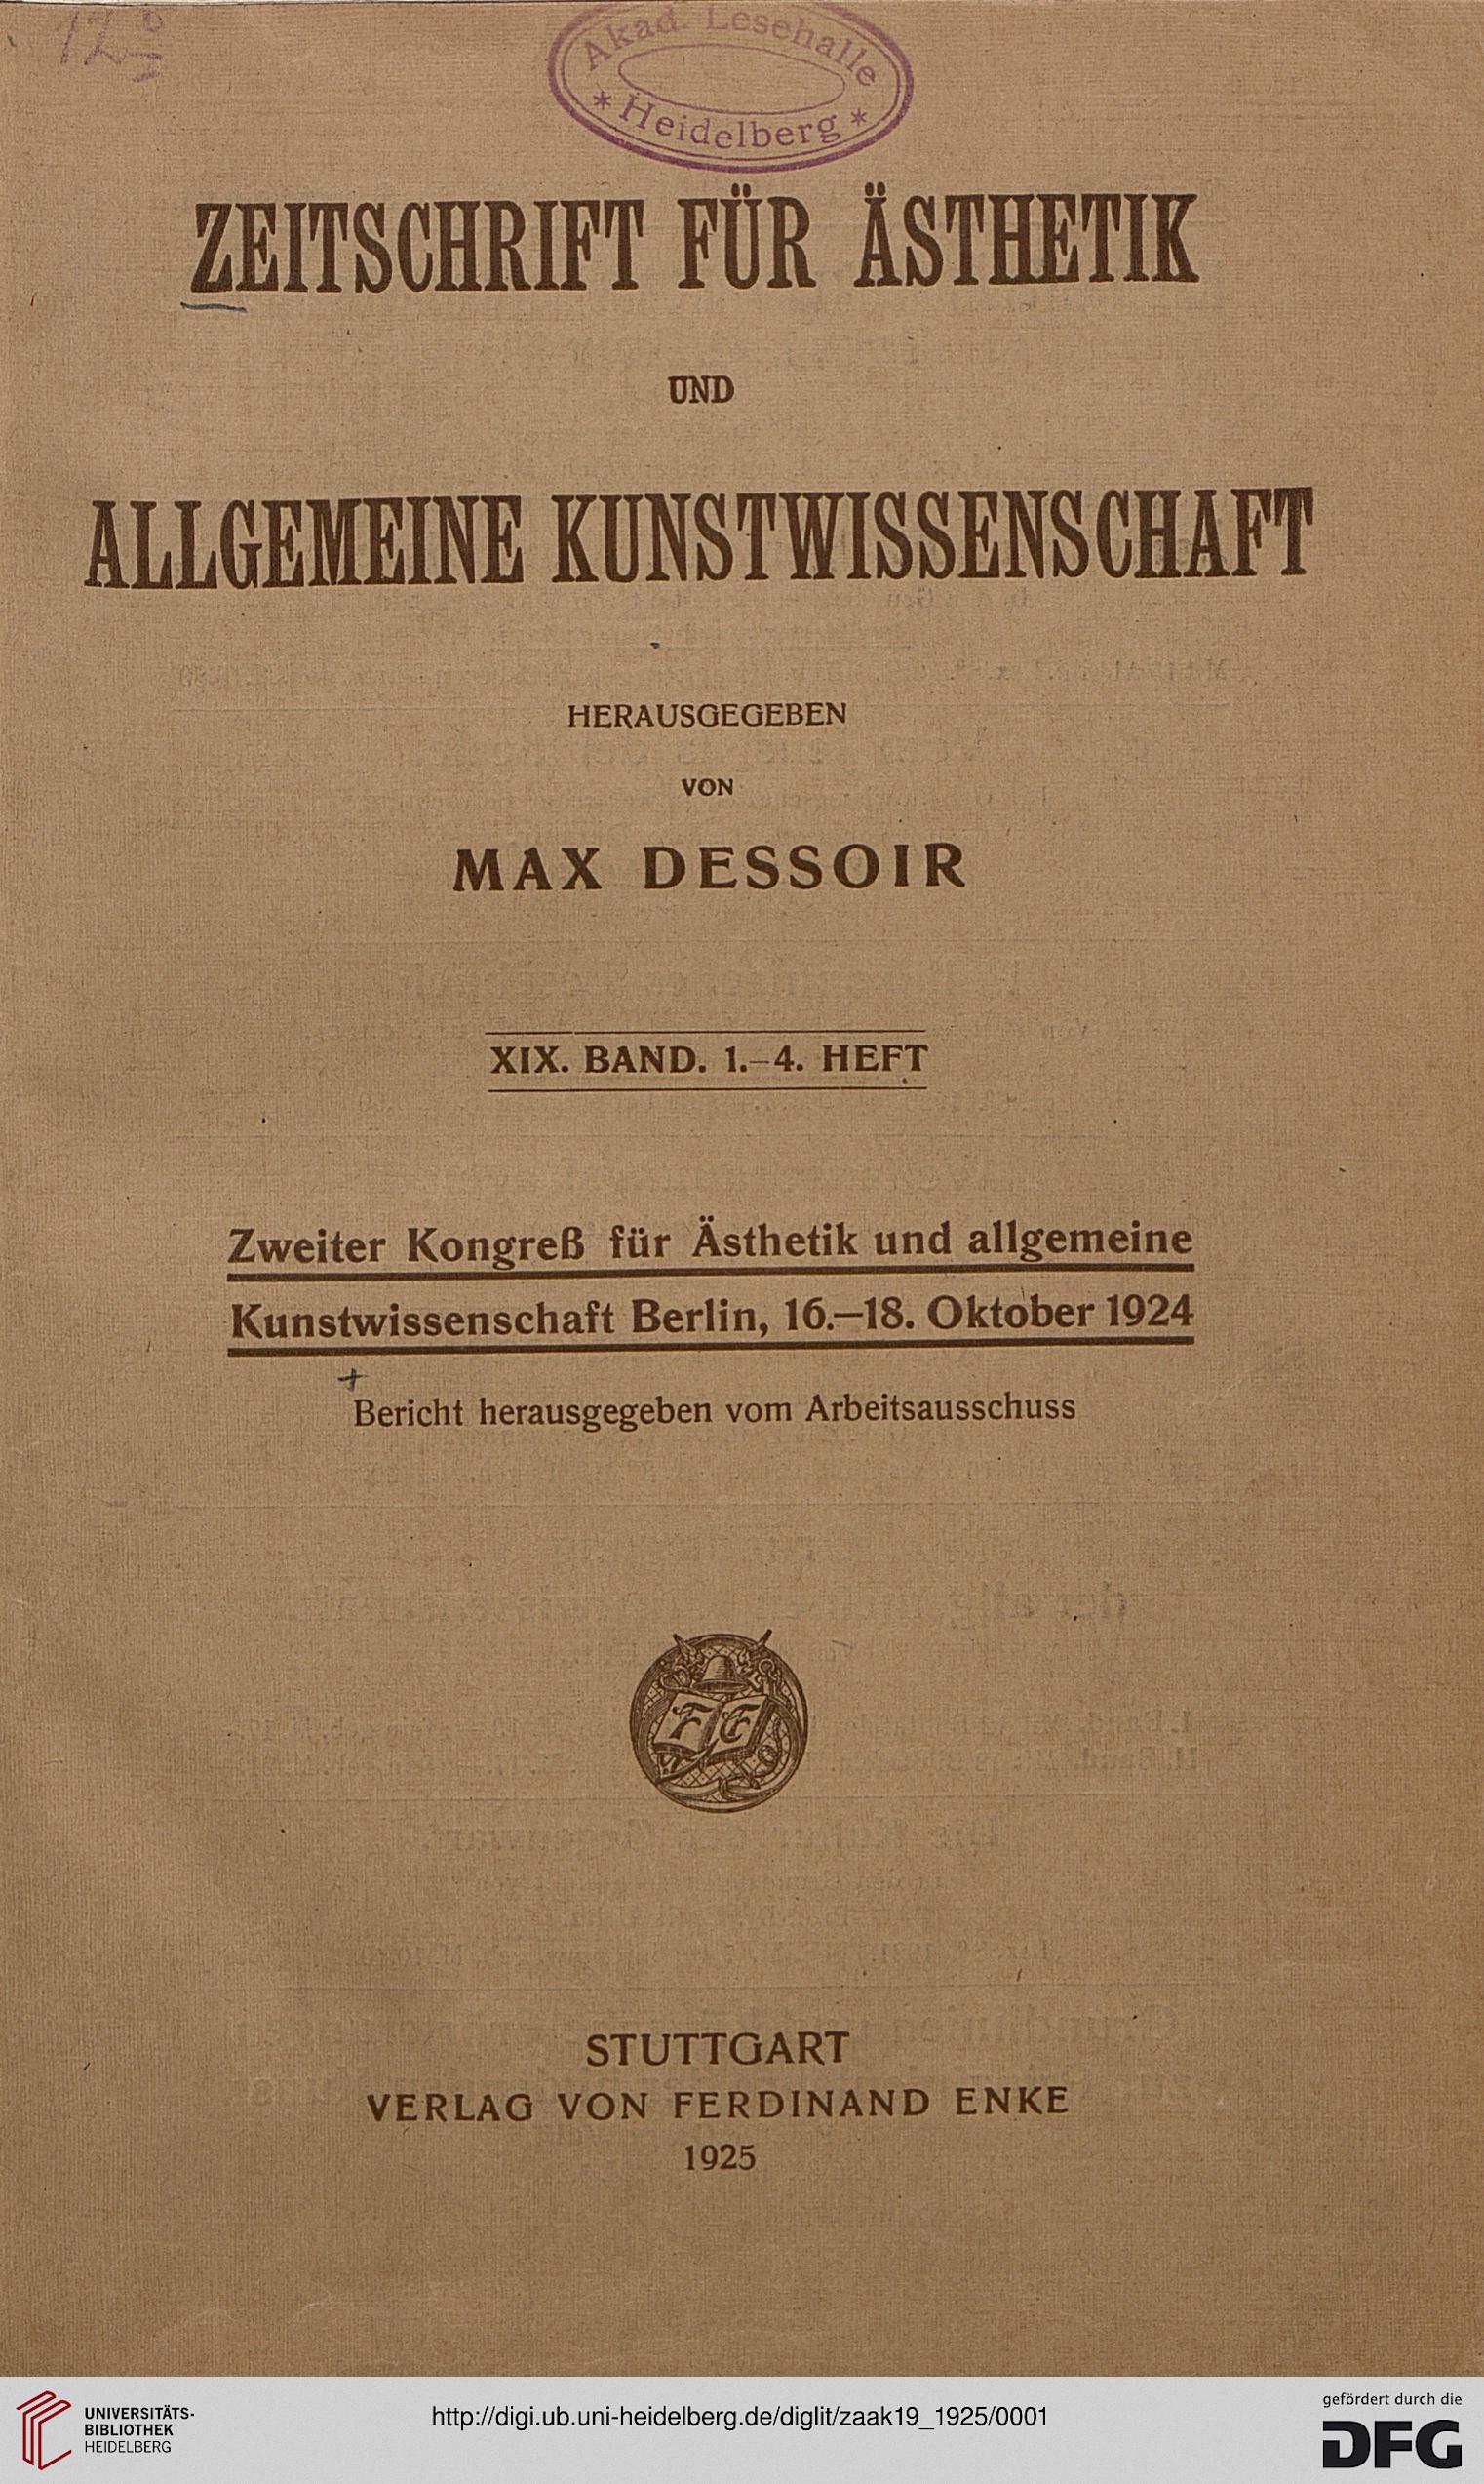 Akad. Lesehalle
* Heidelberg *
ZEITSCHRIFT FÜR ÄSTHETIK
UND
ALLGEMEINE KUNSTWISSENSCHAFT
HERAUSGEGEBEN
VON
MAX DESSOIR
XIX. BAND. 1.—4. HEFT
Zweiter Kongreß für Ästhetik und allgemeine
Kunstwissenschaft Berlin, 16.—18. Oktober 1924
Bericht herausgegeben vom Arbeitsausschuss
F E
STUTTGART
VERLAG VON FERDINAND ENKE
1925
UNIVERSITÄTS-
BIBLIOTHEK
HEIDELBERG
http://digi.ub.uni-heidelberg.de/diglit/zaak19_1925/0001
gefördert durch die
DFG